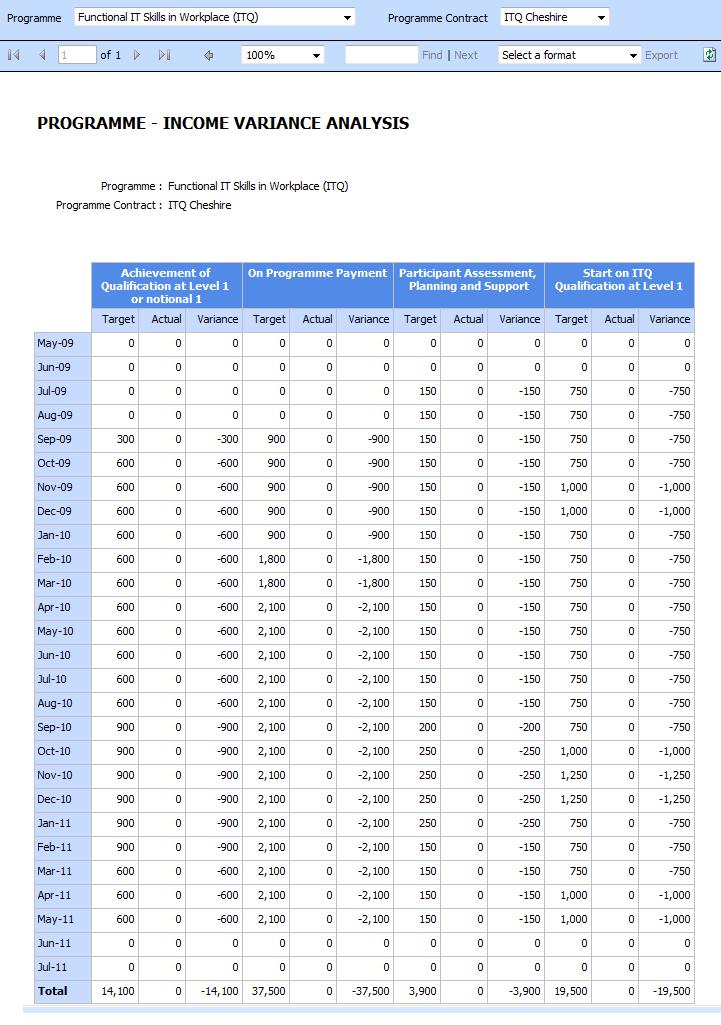 Programme Functional IT Skills in Workplace (ITQ) Programme Contract ITQ Cheshire
1 of 1 100% Find | Next Select a format Export
PROGRAMME - INCOME VARIANCE ANALYSIS
Programme : Functional IT Skills in Workplace (ITQ)
Programme Contract : ITQ Cheshire
Achievement of Qualification at Level 1 or notional 1 On Programme Payment Participant Assessment, Planning and Support Start on ITQ Qualification at Level 1
Target Actual Variance Target Actual Variance Target Actual Variance Target Actual Variance
May-09 0 0 0 0 0 0 0 0 0 0 0 0
Jun-09 0 0 0 0 0 0 0 0 0 0 0 0
Jul-09 0 0 0 0 0 0 150 0 -150 750 0 -750
Aug-09 0 0 0 0 0 0 150 0 -150 750 0 -750
Sep-09 300 0 -300 900 0 -900 150 0 -150 750 0 -750
Oct-09 600 0 -600 900 0 -900 150 0 -150 750 0 -750
Nov-09 600 0 -600 900 0 -900 150 0 -150 1,000 0 -1,000
Dec-09 600 0 -600 900 0 -900 150 0 -150 1,000 0 -1,000
Jan-10 600 0 -600 900 0 -900 150 0 -150 750 0 -750
Feb-10 600 0 -600 1,800 0 -1,800 150 0 -150 750 0 -750
Mar-10 600 0 -600 1,800 0 -1,800 150 0 -150 750 0 -750
Apr-10 600 0 -600 2,100 0 -2,100 150 0 -150 750 0 -750
May-10 600 0 -600 2,100 0 -2,100 150 0 -150 750 0 -750
Jun-10 600 0 -600 2,100 0 -2,100 150 0 -150 750 0 -750
Jul-10 600 0 -600 2,100 0 -2,100 150 0 -150 750 0 -750
Aug-10 600 0 -600 2,100 0 -2,100 150 0 -150 750 0 -750
Sep-10 900 0 -900 2,100 0 -2,100 200 0 -200 750 0 -750
Oct-10 900 0 -900 2,100 0 -2,100 250 0 -250 1,000 0 -1,000
Nov-10 900 0 -900 2,100 0 -2,100 250 0 -250 1,250 0 -1,250
Dec-10 900 0 -900 2,100 0 -2,100 250 0 -250 1,250 0 -1,250
Jan-11 900 0 -900 2,100 0 -2,100 250 0 -250 750 0 -750
Feb-11 900 0 -900 2,100 0 -2,100 150 0 -150 750 0 -750
Mar-11 600 0 -600 2,100 0 -2,100 150 0 -150 750 0 -750
Apr-11 600 0 -600 2,100 0 -2,100 150 0 -150 1,000 0 -1,000
May-11 600 0 -600 2,100 0 -2,100 150 0 -150 1,000 0 -1,000
Jun-11 0 0 0 0 0 0 0 0 0 0 0 0
Jul-11 0 0 0 0 0 0 0 0 0 0 0 0
Total 14,100 0 -14,100 37,500 0 -37,500 3,900 0 -3,900 19,500 0 -19,500